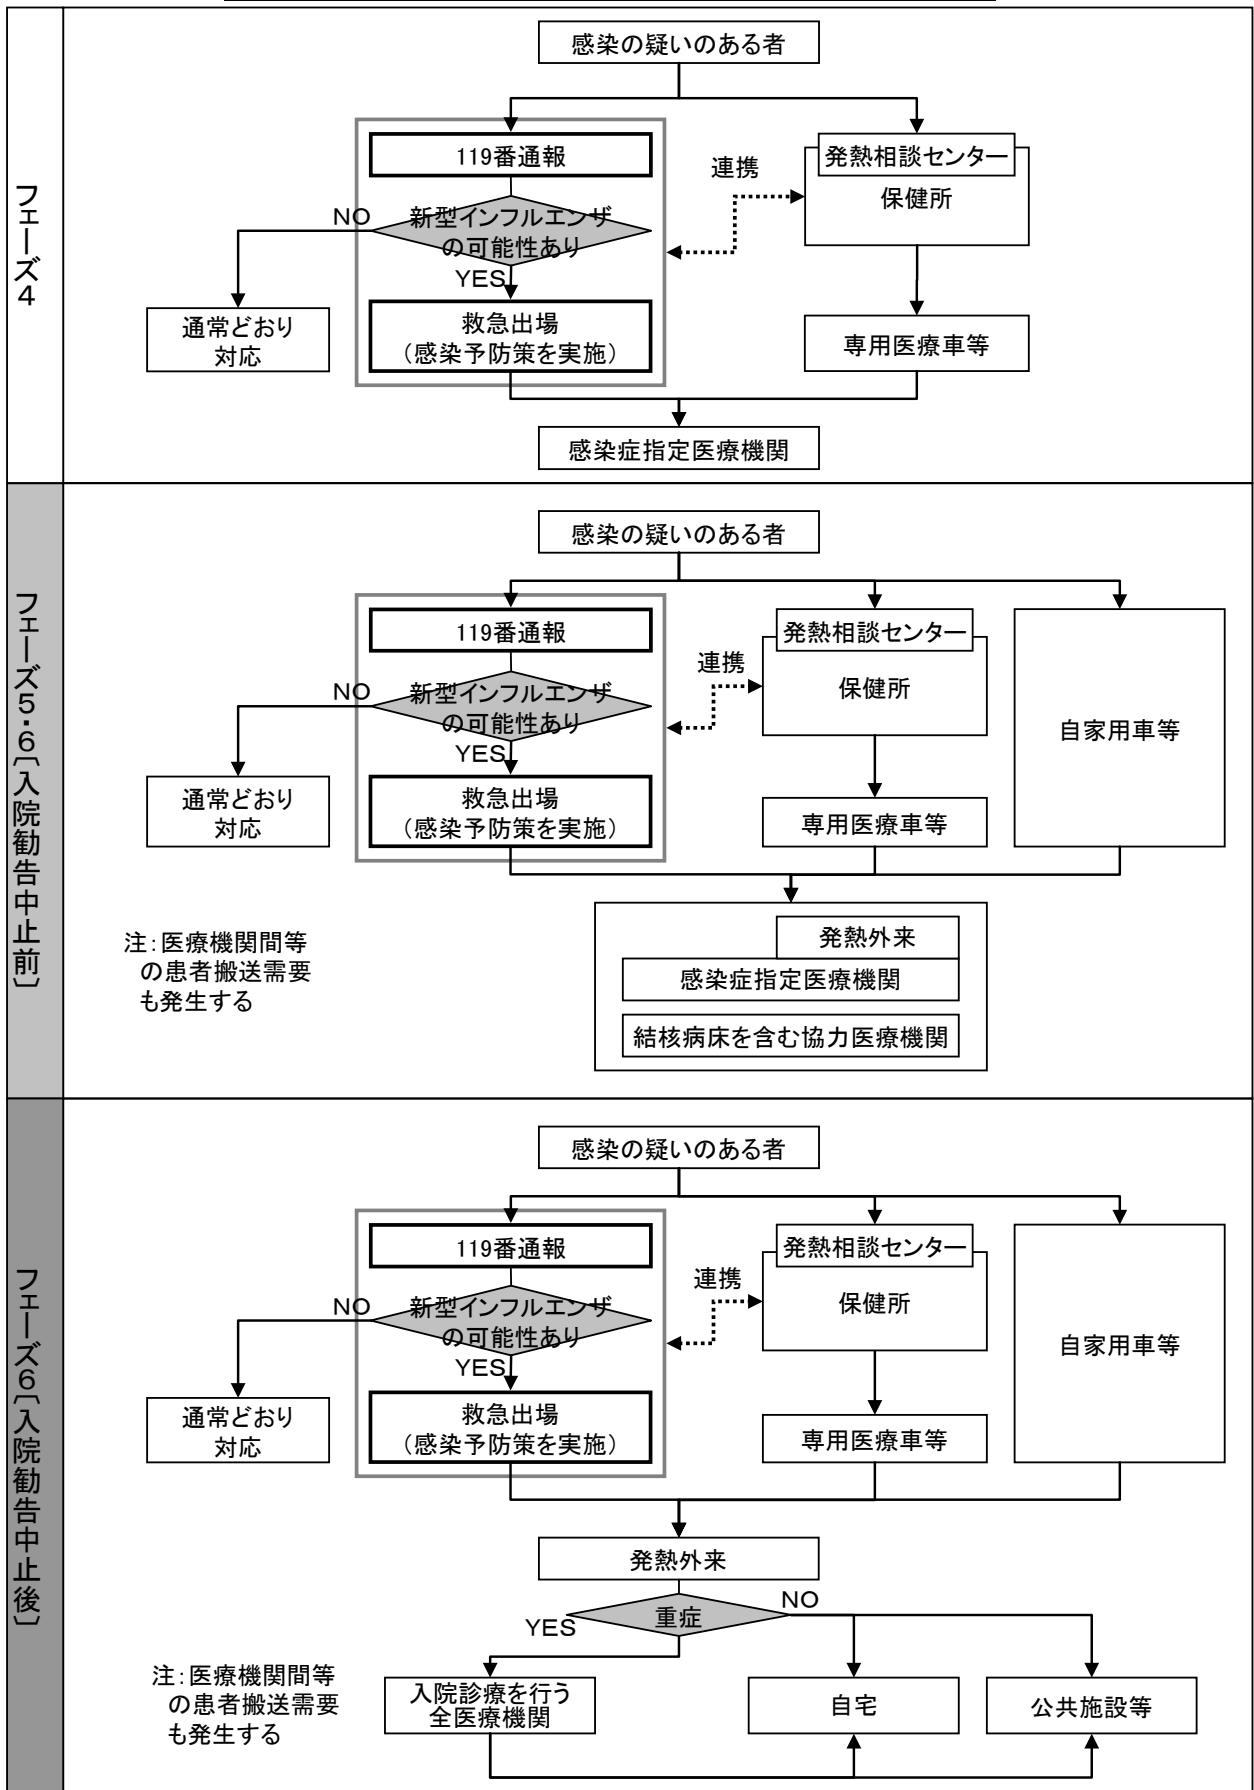 フェーズ4
感染の疑いのある者
119番通報
発熱相談センター
連携
保健所
NO
新型インフルエンザ
の可能性あり
YES
通常どおり
対応
救急出場
(感染予防策を実施)
専用医療車等
感染症指定医療機関
フェーズ5・6〔入院勧告中止前〕
感染の疑いのある者
119番通報
発熱相談センター
連携
保健所
自家用車等
NO
新型インフルエンザ
の可能性あり
YES
通常どおり
対応
救急出場
(感染予防策を実施)
専用医療車等
発熱外来
感染症指定医療機関
結核病床を含む協力医療機関
注:医療機関間等
の患者搬送需要
も発生する
フェーズ6〔入院勧告中止後〕
感染の疑いのある者
119番通報
発熱相談センター
連携
保健所
自家用車等
NO
新型インフルエンザ
の可能性あり
YES
通常どおり
対応
救急出場
(感染予防策を実施)
専用医療車等
発熱外来
重症
YES
NO
入院診療を行う
全医療機関
自宅
公共施設等
注:医療機関間等
の患者搬送需要
も発生する